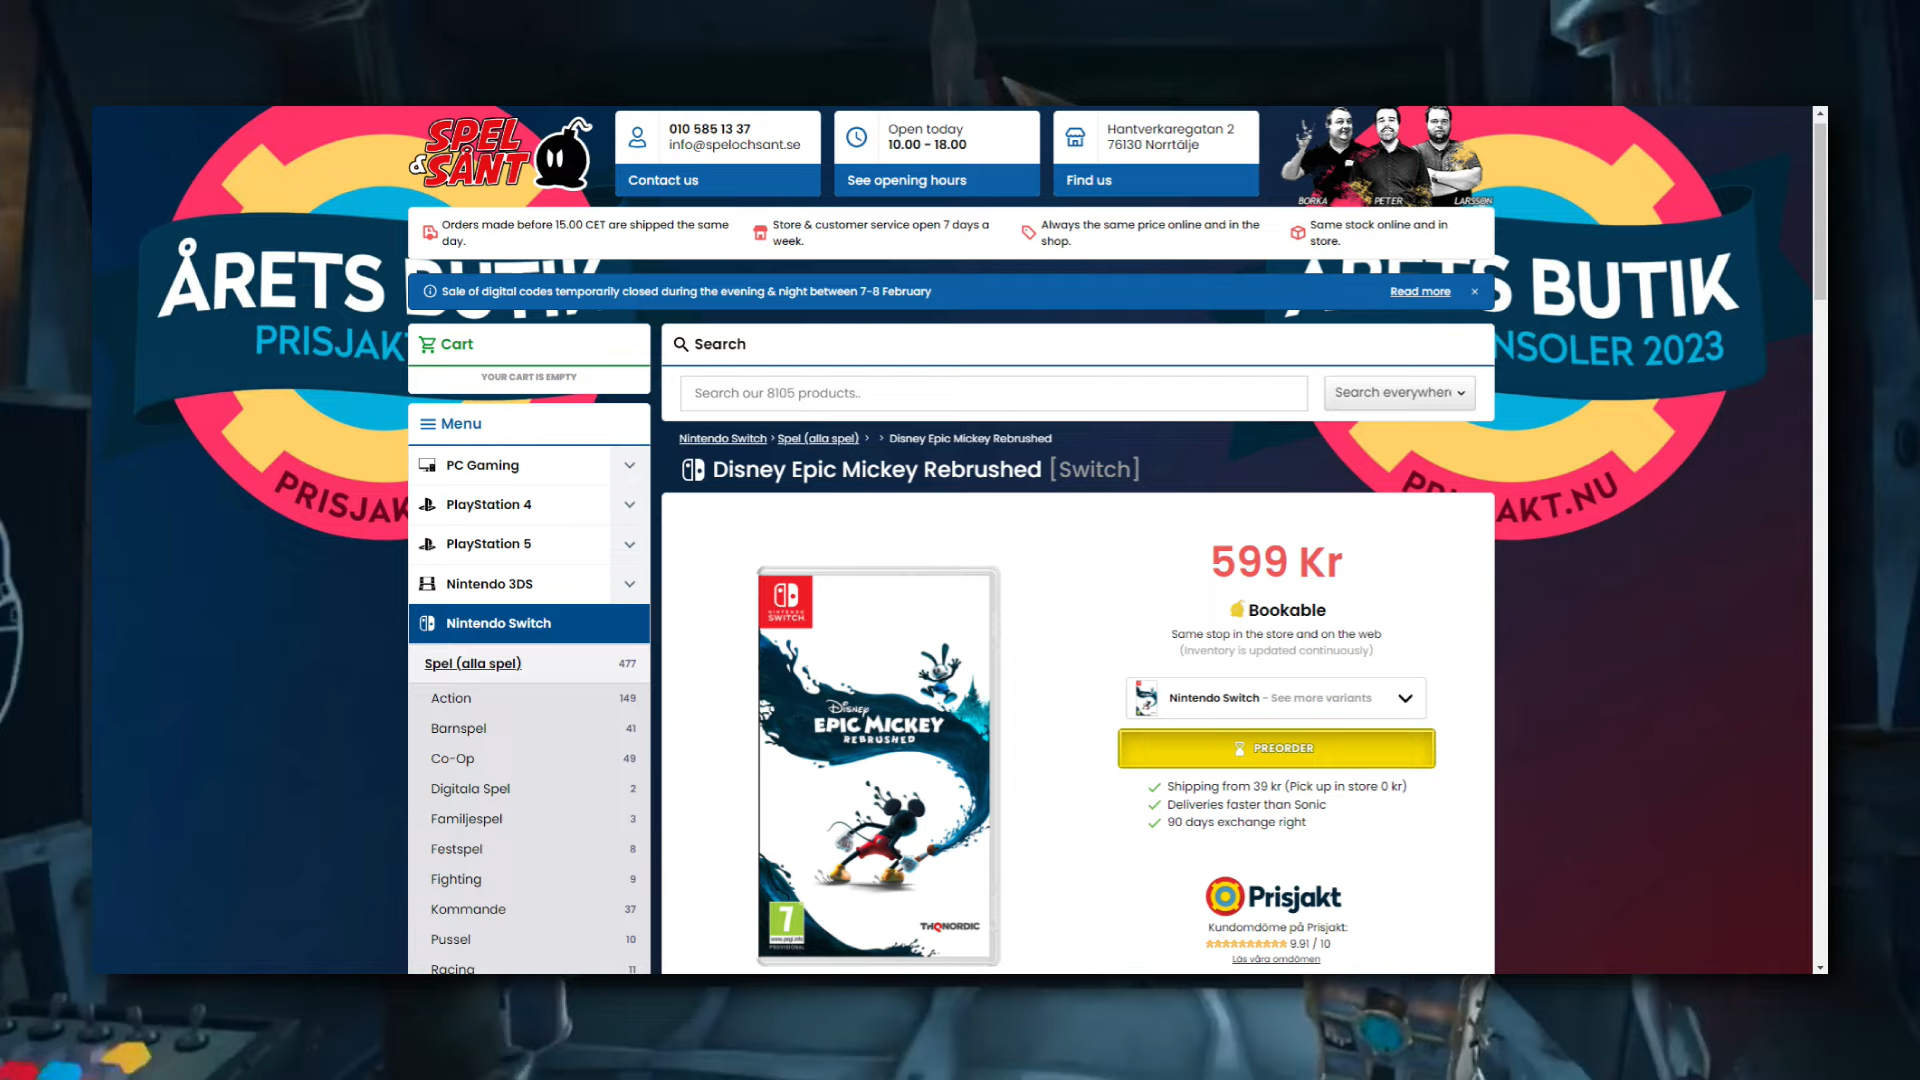 SPEL
& SÅNT
010 585 13 37
info@spelochsant.se
Contact us
Open today
10.00 - 18.00
See opening hours
Hantverkaregatan 2
76130 Norrtälje
Find us
BORKA PETER LARSSON
Orders made before 15.00 CET are shipped the same
day.
Store & customer service open 7 days a
week.
Always the same price online and in the
shop.
Same stock online and in
store.
ÅRETS BUTIK
PRISJAK
PRISJAK
ÅRETS BUTIK
NSOLER 2023
PRISJAKT.NU
Sale of digital codes temporarily closed during the evening & night between 7-8 February
Read more ×
Cart
YOUR CART IS EMPTY
Search
Search our 8105 products..
Search everywher
Menu
PC Gaming
PlayStation 4
PlayStation 5
Nintendo 3DS
Nintendo Switch
Spel (alla spel) 477
Action 149
Barnspel 41
Co-Op 49
Digitala Spel 2
Familjespel 3
Festspel 8
Fighting 9
Kommande 37
Pussel 10
Racing 11
Nintendo Switch › Spel (alla spel) › › Disney Epic Mickey Rebrushed
Disney Epic Mickey Rebrushed [Switch]
NINTENDO
SWITCH
Disney
EPIC MICKEY
REBRUSHED
7
www.pegi.info
PROVISIONAL
THQNORDIC
599 Kr
Bookable
Same stop in the store and on the web
(Inventory is updated continuously)
Nintendo Switch - See more variants
PREORDER
Shipping from 39 kr (Pick up in store 0 kr)
Deliveries faster than Sonic
90 days exchange right
Prisjakt
Kundomdöme på Prisjakt:
9.91 / 10
Läs våra omdömen